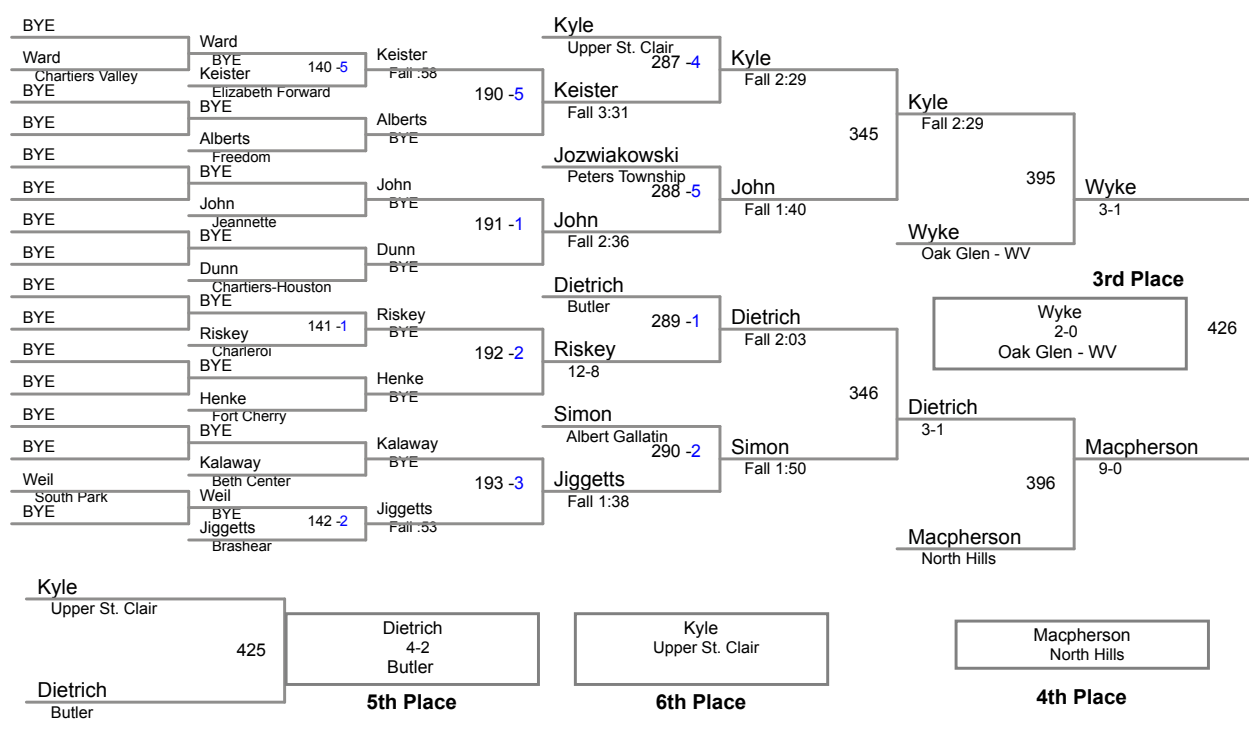 BYE
Ward
Chartiers Valley
BYE
BYE
BYE
BYE
BYE
BYE
BYE
BYE
BYE
BYE
BYE
BYE
Weil
South Park
BYE
Ward
BYE
140 -5
Keister
Elizabeth Forward
BYE
Alberts
Freedom
BYE
John
Jeannette
BYE
Dunn
Chartiers-Houston
BYE
141 -1
Riskey
Charleroi
BYE
Henke
Fort Cherry
BYE
Kalaway
Beth Center
Weil
BYE
142 -2
Jiggetts
Brashear
Keister
Fall :58
190 -5
Alberts
BYE
John
BYE
191 -1
Dunn
BYE
Riskey
BYE
192 -2
Henke
BYE
Kalaway
BYE
193 -3
Jiggetts
Fall :53
Kyle
Upper St. Clair
287 -4
Keister
Fall 3:31
Jozwiakowski
Peters Township
288 -5
John
Fall 2:36
Dietrich
Butler
289 -1
Riskey
12-8
Simon
Albert Gallatin
290 -2
Jiggetts
Fall 1:38
Kyle
Fall 2:29
345
John
Fall 1:40
Dietrich
Fall 2:03
346
Simon
Fall 1:50
Kyle
Fall 2:29
395
Wyke
Oak Glen - WV
Dietrich
3-1
396
Macpherson
North Hills
Wyke
3-1
3rd Place
Wyke
2-0
Oak Glen - WV
426
Macpherson
9-0
Kyle
Upper St. Clair
425
Dietrich
Butler
Dietrich
4-2
Butler
5th Place
Kyle
Upper St. Clair
6th Place
Macpherson
North Hills
4th Place